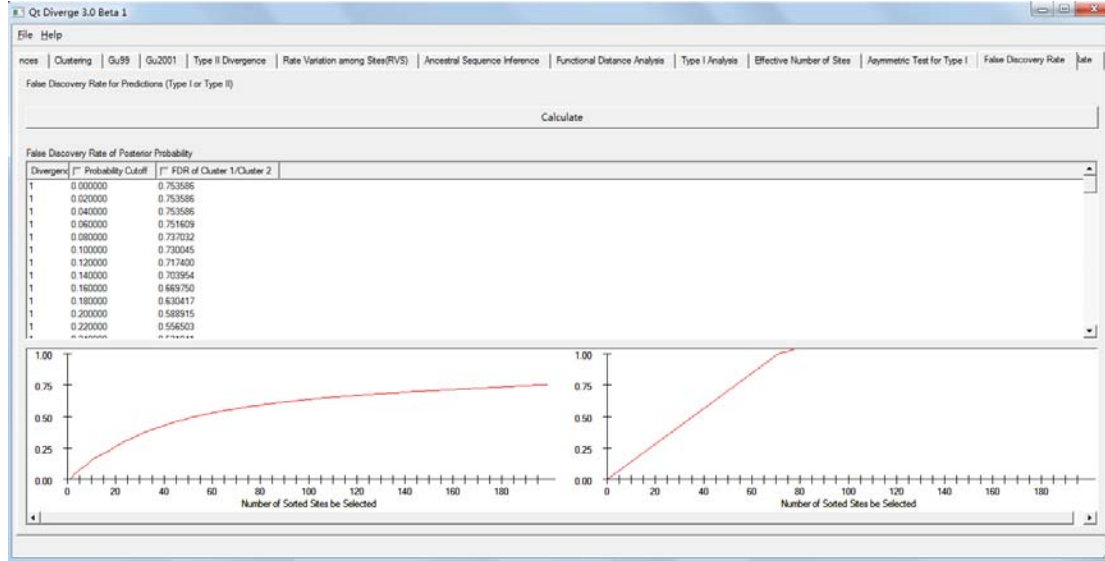 Qt Diverge 3.0 Beta 1
File Help
nces Clustering Gu99 Gu2001 Type II Divergence Rate Variation among Sites(RVS) Ancestral Sequence Inference Functional Distance Analysis Type I Analysis Effective Number of Sites Asymmetric Test for Type I False Discovery Rate late
False Discovery Rate for Predictions (Type I or Type II)
Calculate
False Discovery Rate of Posterior Probability
Divergenc Probability Cutoff FDR of Cluster 1/Cluster 2
1 0.000000 0.753586
1 0.020000 0.753586
1 0.040000 0.753586
1 0.060000 0.751609
1 0.080000 0.737032
1 0.100000 0.730045
1 0.120000 0.717400
1 0.140000 0.703954
1 0.160000 0.669750
1 0.180000 0.630417
1 0.200000 0.588915
1 0.220000 0.556503
1.00 1.00
0.75 0.75
0.50 0.50
0.25 0.25
0.00 0.00
0 20 40 60 80 100 120 140 160 180 0 20 40 60 80 100 120 140 160 180
Number of Sorted Sites be Selected Number of Sorted Sites be Selected